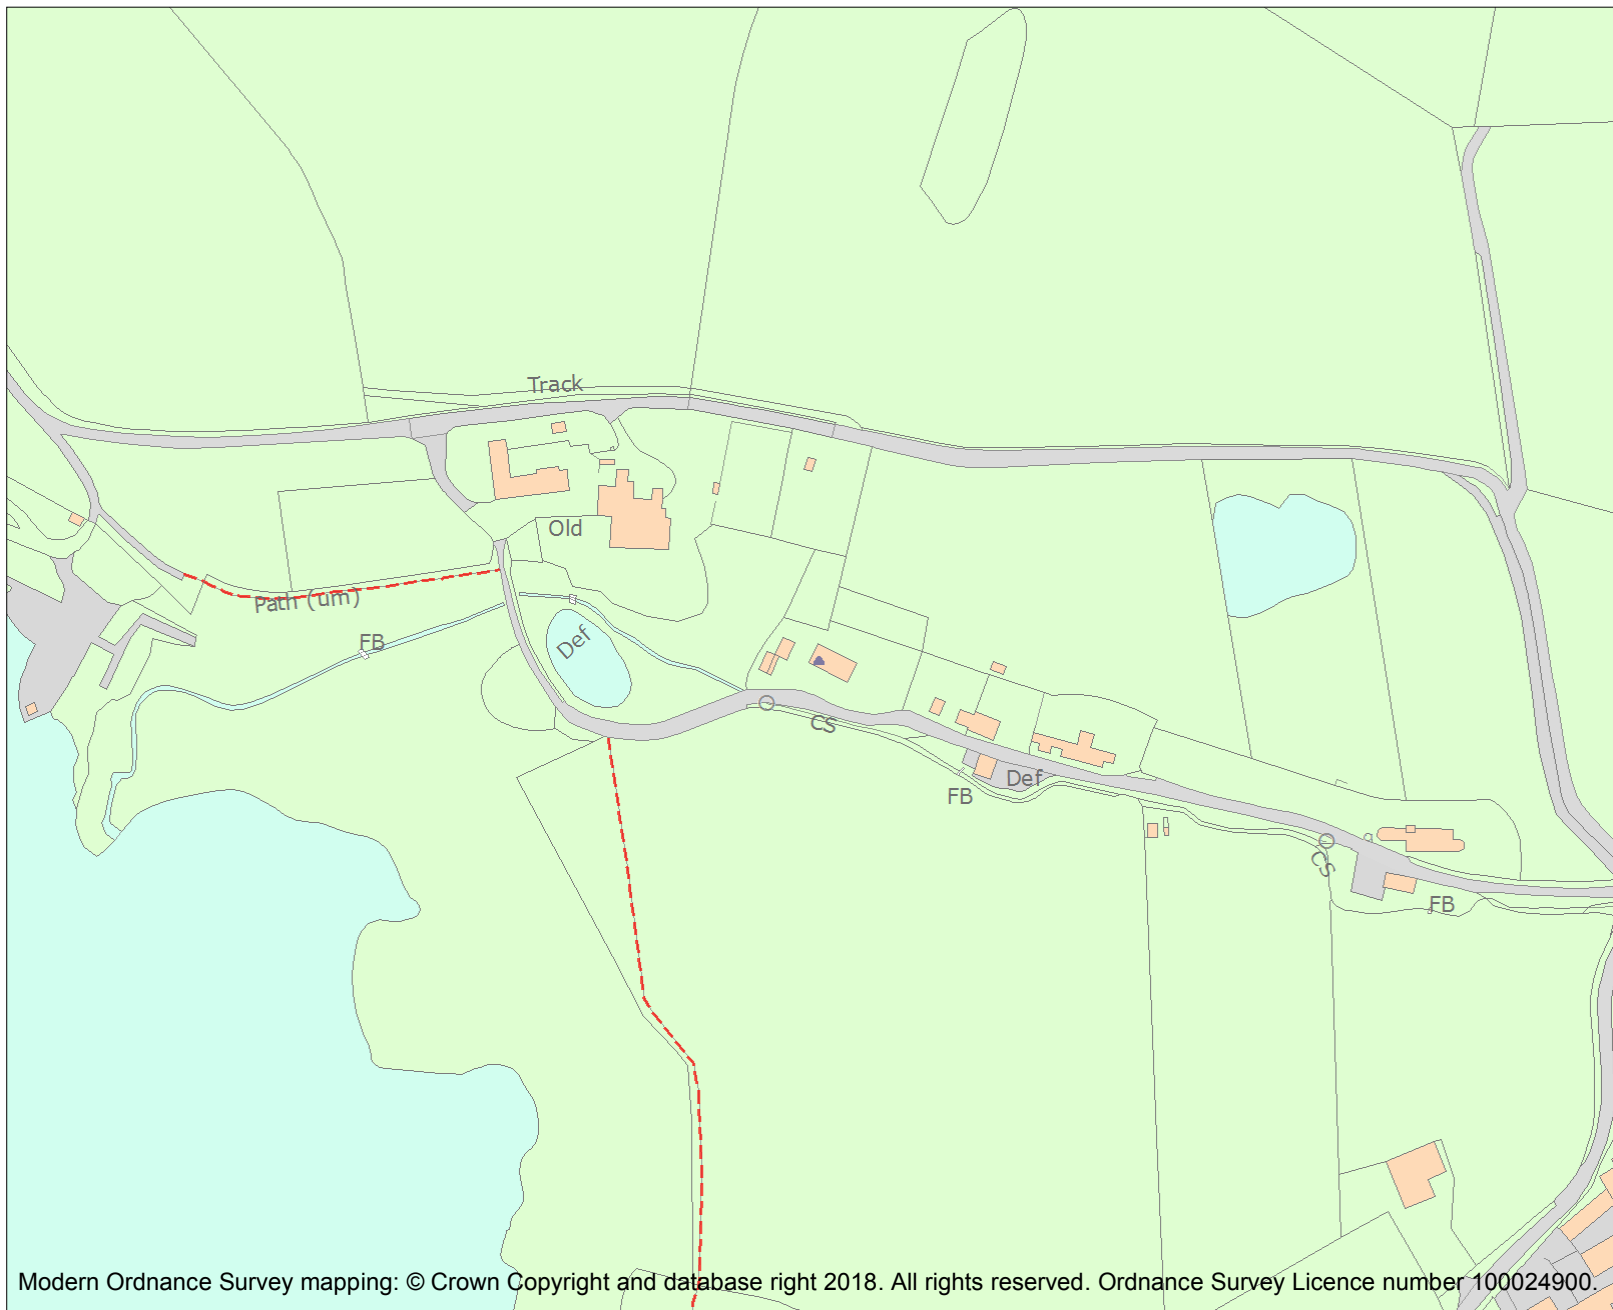 Track
Old
Path (um)
FB
Def
CS
Def
FB
CS
FB
Modern Ordnance Survey mapping: © Crown Copyright and database right 2018. All rights reserved. Ordnance Survey Licence number 100024900.